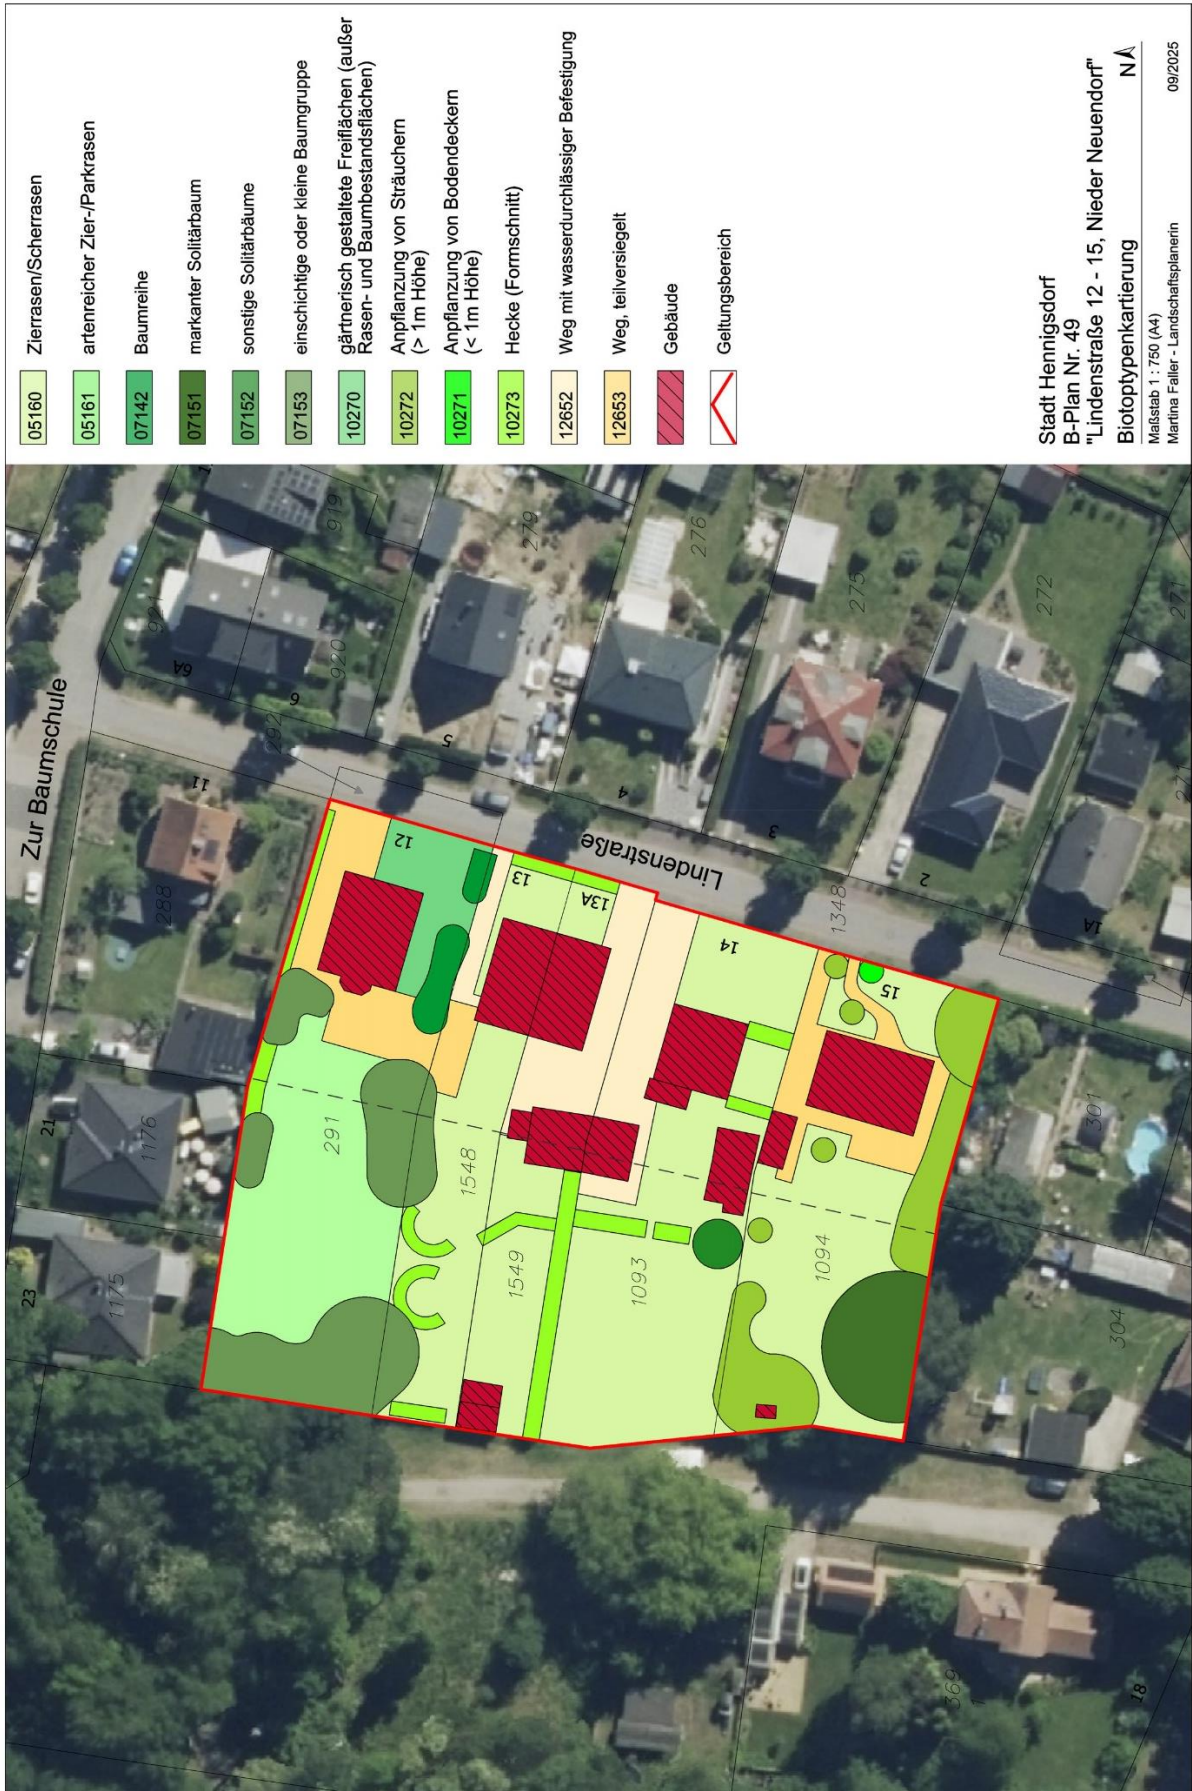 05160 Zierrasen/Scherrasen
05161 artenreicher Zier-/Parkrasen
07142 Baumreihe
07151 markanter Solitärbaum
07152 sonstige Solitärbäume
07153 einschichtige oder kleine Baumgruppe
10270 gärtnerisch gestaltete Freiflächen (außer
Rasen- und Baumbestandsflächen)
10272 Anpflanzung von Sträuchern
(> 1m Höhe)
10271 Anpflanzung von Bodendeckern
(< 1m Höhe)
10273 Hecke (Formschnitt)
12652 Weg mit wasserdurchlässiger Befestigung
12653 Weg, teilversiegelt
Gebäude
Geltungsbereich
Stadt Hennigsdorf
B-Plan Nr. 49
"Lindenstraße 12 - 15, Nieder Neuendorf"
Biotoptypenkartierung
N
Maßstab 1 : 750 (A4)
Martina Faller - Landschaftsplanerin
09/2025
Zur Baumschule
Lindenstraße
23
21
11
6A
6
5
4
3
2
1A
12
13
13A
14
15
18
1175
1176
288
292
919
920
279
276
275
272
271
271
1348
291
1548
1549
1093
1094
301
304
369